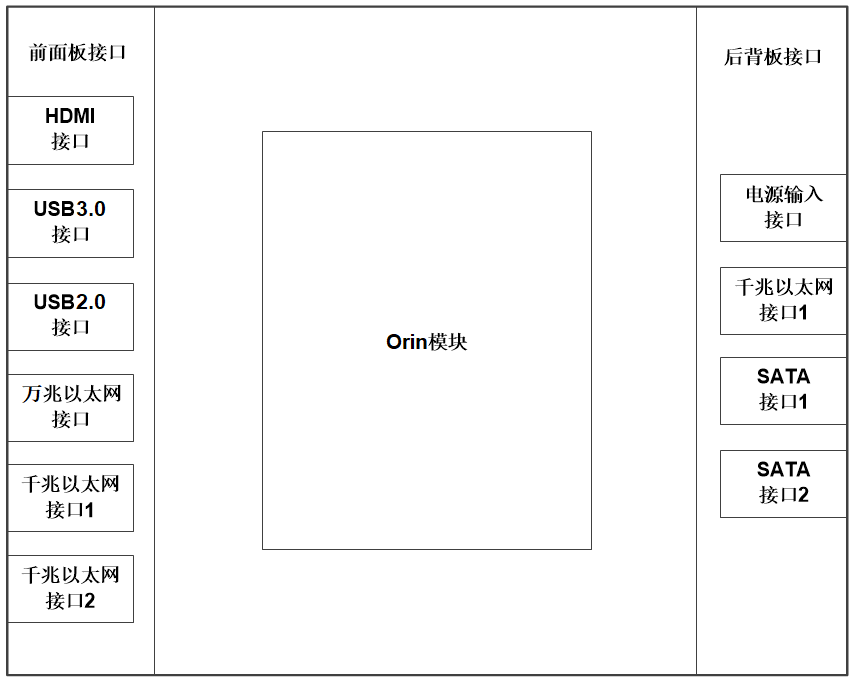 前面板接口
HDMI
接口
USB3.0
接口
USB2.0
接口
万兆以太网
接口
千兆以太网
接口1
千兆以太网
接口2
Orin模块
后背板接口
电源输入
接口
千兆以太网
接口1
SATA
接口1
SATA
接口2